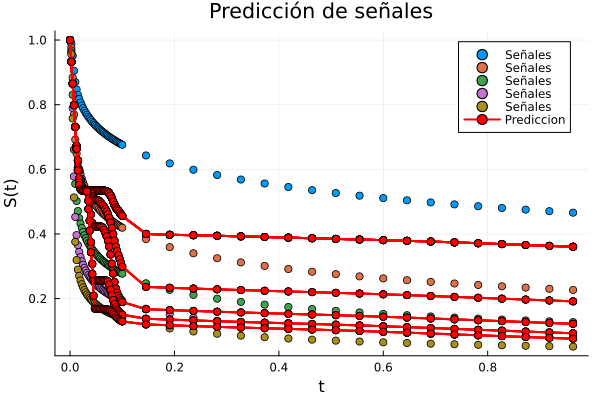 Predicción de señales
1.0
0.8
0.6
0.4
0.2
S(t)
Señales
Señales
Señales
Señales
Señales
Prediccion
0.0 0.2 0.4 0.6 0.8
t